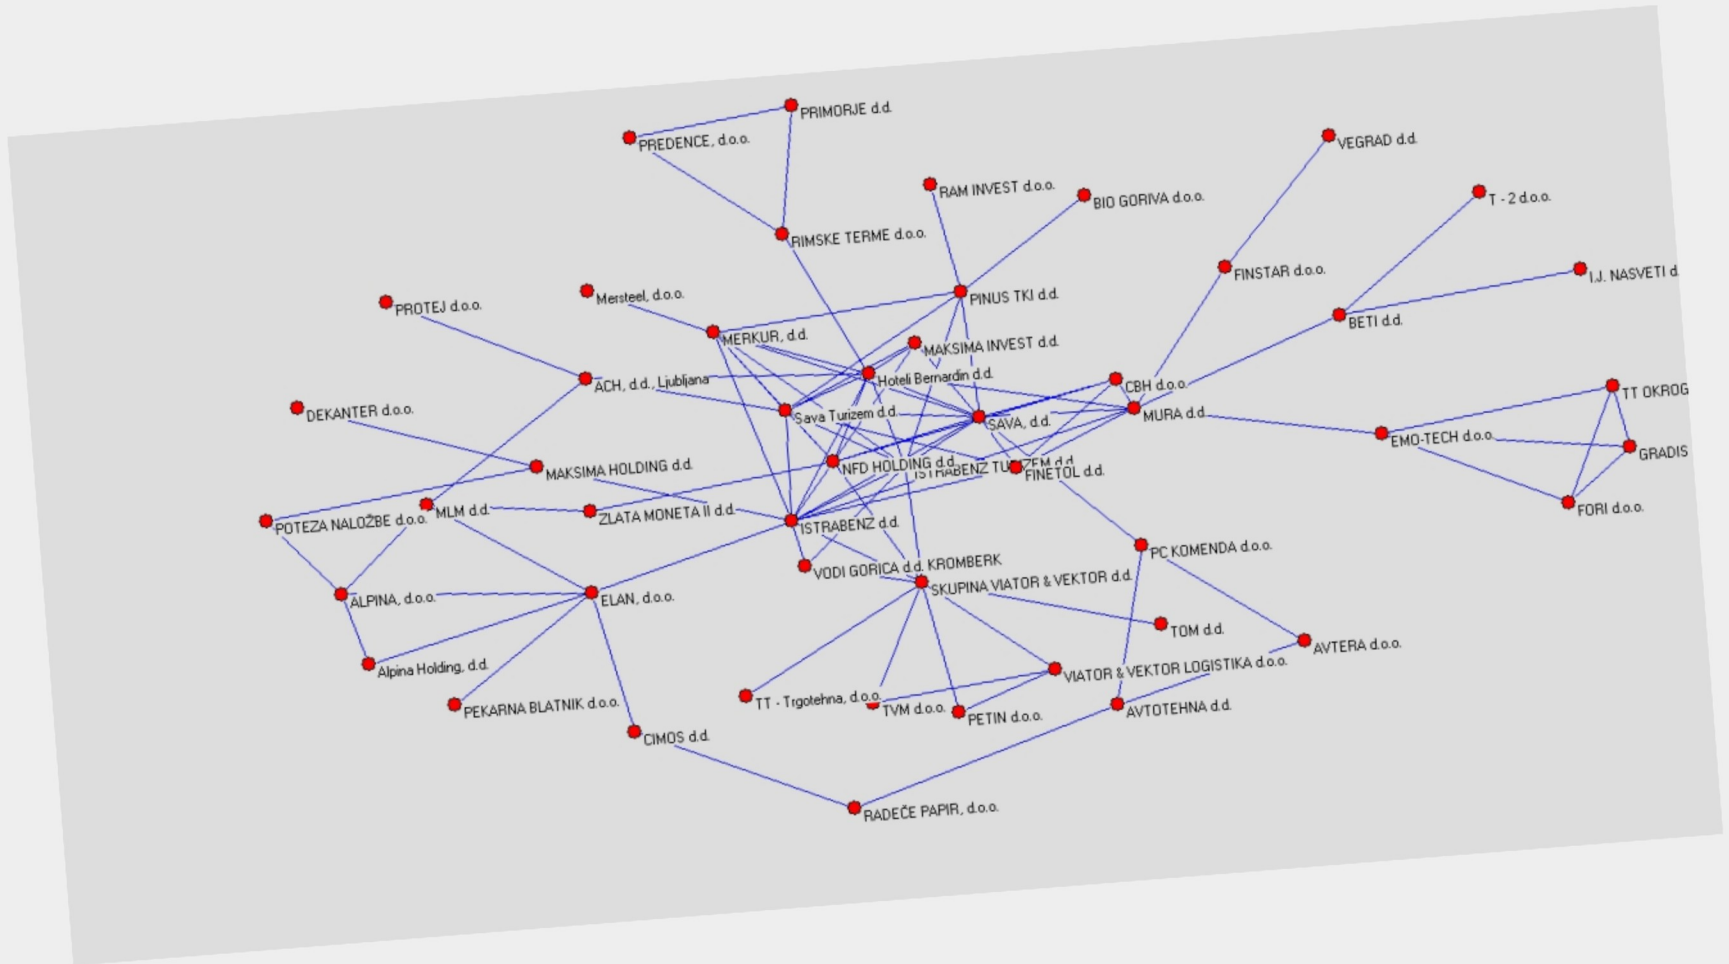 PRIMORJE d.d.
PREDENCE, d.o.o.
VEGRAD d.d.
RAM INVEST d.o.o.
BIO GORIVA d.o.o.
T - 2 d.o.o.
RIMSKE TERME d.o.o.
FINSTAR d.o.o.
I.J. NASVETI d
Mersteel, d.o.o.
PINUS TKI d.d.
PROTEJ d.o.o.
BETI d.d.
MERKUR, d.d.
MAKSIMA INVEST d.d.
Hoteli Bernardin d.d.
ACH, d.d., Ljubljana
CBH d.o.o.
TT OKROG
DEKANTER d.o.o.
Sava Turizem d.d.
SAVA, d.d.
MURA d.d.
EMO-TECH d.o.o.
GRADIS
MAKSIMA HOLDING d.d.
NFD HOLDING d.d.
ISTRABENZ TURIZEM d.d.
FINETOL d.d.
MLM d.d.
ZLATA MONETA II d.d.
FORI d.o.o.
POTEZA NALOŽBE d.o.o.
ISTRABENZ d.d.
PC KOMENDA d.o.o.
VODI GORICA d.d. KROMBERK
SKUPINA VIATOR & VEKTOR d.d.
ALPINA, d.o.o.
ELAN, d.o.o.
TOM d.d.
AVTERA d.o.o.
Alpina Holding, d.d.
VIATOR & VEKTOR LOGISTIKA d.o.o.
PEKARNA BLATNIK d.o.o.
TT - Trgotehna, d.o.o.
TVM d.o.o.
PETIN d.o.o.
AVTOTEHNA d.d.
CIMOS d.d.
RADEČE PAPIR, d.o.o.